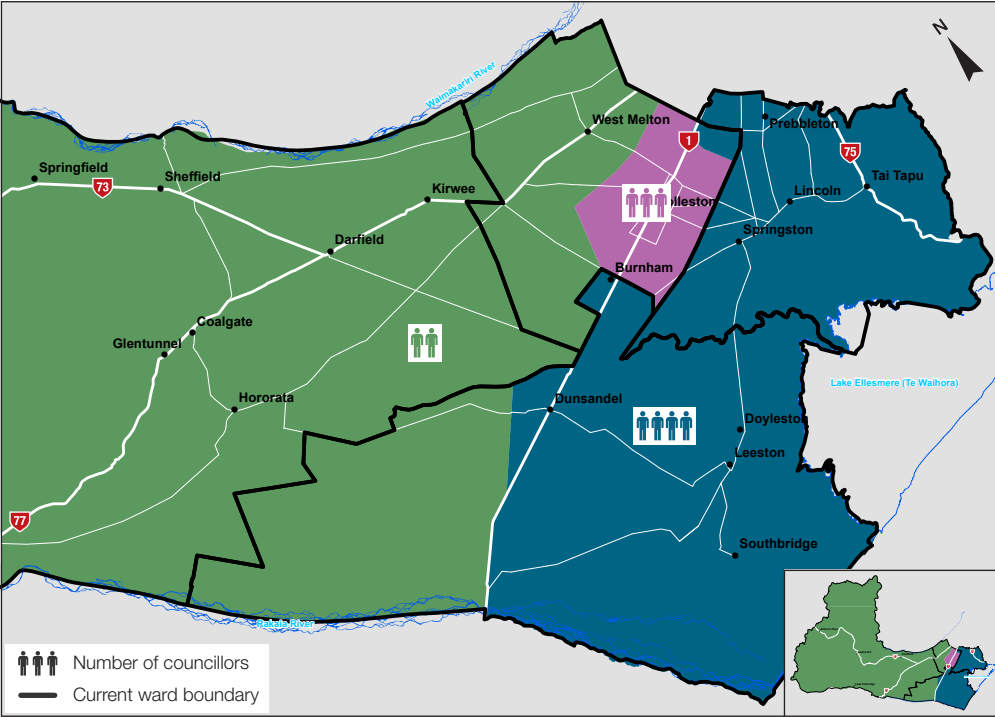 N
Waimakariri River
West Melton
Prebbleton
1
75
Springfield
73
Sheffield
Kirwee
Tai Tapu
Lincoln
lleston
Springston
Darfield
Burnham
Coalgate
Glentunnel
Lake Ellesmere (Te Waihora)
Hororata
Dunsandel
Doyleston
Leeston
77
Southbridge
Rakaia River
Number of councillors
Current ward boundary